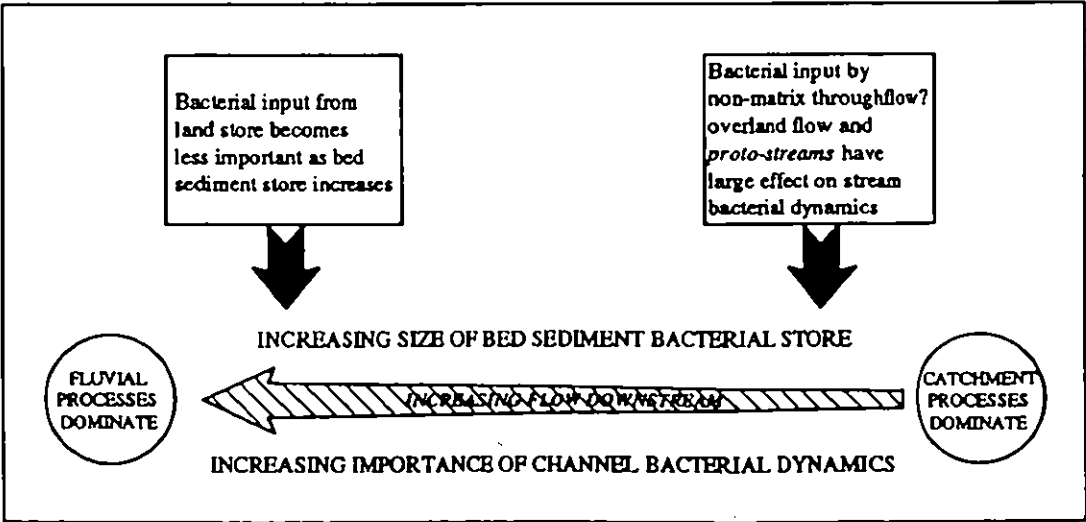 Bacterial input from
land store becomes
less important as bed
sediment store increases
Bacterial input by
non-matrix throughflow?
overland flow and
proto-streams have
large effect on stream
bacterial dynamics
INCREASING SIZE OF BED SEDIMENT BACTERIAL STORE
FLUVIAL
PROCESSES
DOMINATE
INCREASING FLOW DOWNSTREAM
CATCHMENT
PROCESSES
DOMINATE
INCREASING IMPORTANCE OF CHANNEL BACTERIAL DYNAMICS